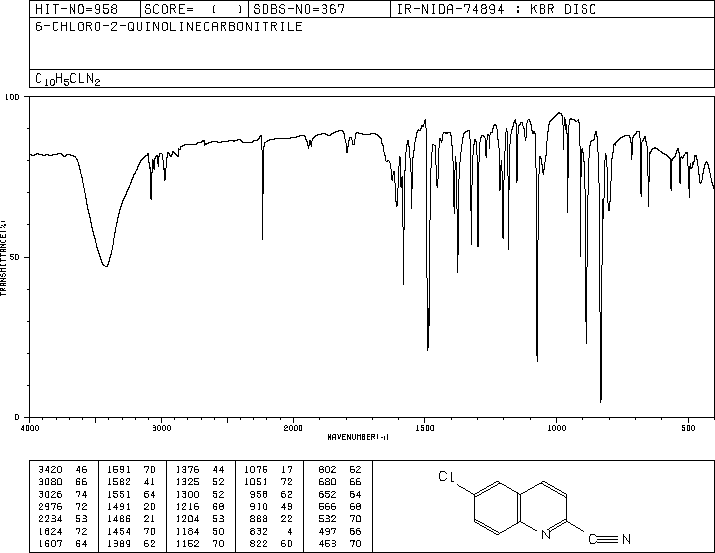 HIT-NO=958 SCORE= ( ) SDBS-NO=367 IR-NIDA-74894 : KBR DISC
6-CHLORO-2-QUINOLINECARBONITRILE
C10H5CLN2
100
50
0
TRANSMITTANCE(%)
4000 3000 2000 1500 1000 500
WAVENUMBER(-1)
3420 46 1591 70 1376 44 1076 17 802 62
3080 66 1582 41 1325 52 1051 72 680 66
3026 74 1551 64 1300 52 958 62 652 64
2976 72 1491 20 1216 68 910 49 566 68
2234 53 1486 21 1204 53 888 22 532 70
1624 72 1454 70 1184 50 832 4 497 66
1607 64 1389 62 1152 70 822 60 453 70
Cl
N
C N